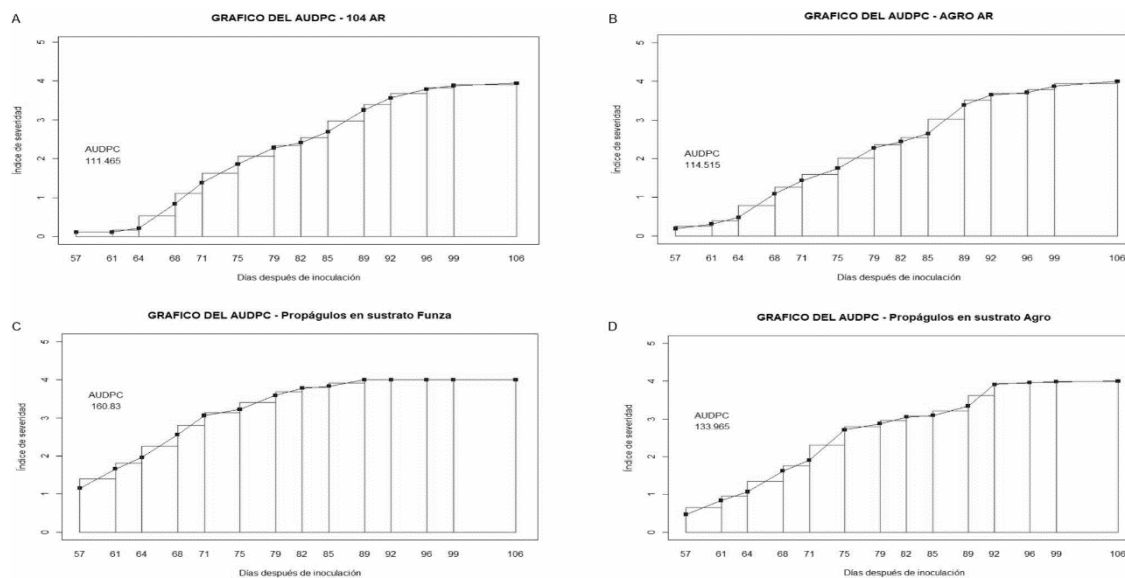 A
GRAFICO DEL AUDPC - 104 AR
Índice de severidad
5
4
3
2
1
0
AUDPC
111.465
57 61 64 68 71 75 79 82 85 89 92 96 99 106
Días después de inoculación
B
GRAFICO DEL AUDPC - AGRO AR
Índice de severidad
5
4
3
2
1
0
AUDPC
114.515
57 61 64 68 71 75 79 82 85 89 92 96 99 106
Días después de inoculación
C
GRAFICO DEL AUDPC - Propágulos en sustrato Funza
Índice de severidad
5
4
3
2
1
0
AUDPC
160.83
57 61 64 68 71 75 79 82 85 89 92 96 99 106
Días después de inoculación
D
GRAFICO DEL AUDPC - Propágulos en sustrato Agro
Índice de severidad
5
4
3
2
1
0
AUDPC
133.965
57 61 64 68 71 75 79 82 85 89 92 96 99 106
Días después de inoculación